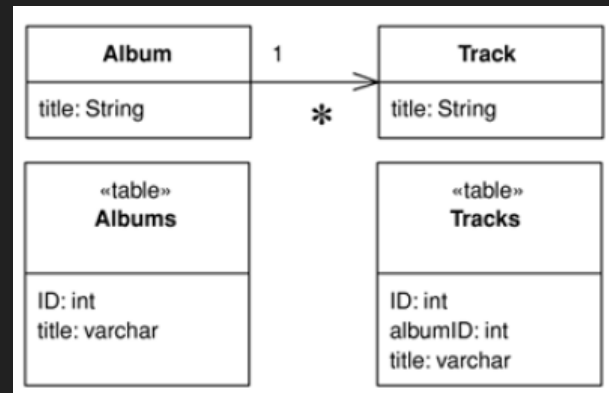 Album
1
Track
title: String
*
title: String
«table»
Albums
«table»
Tracks
ID: int
title: varchar
ID: int
albumID: int
title: varchar